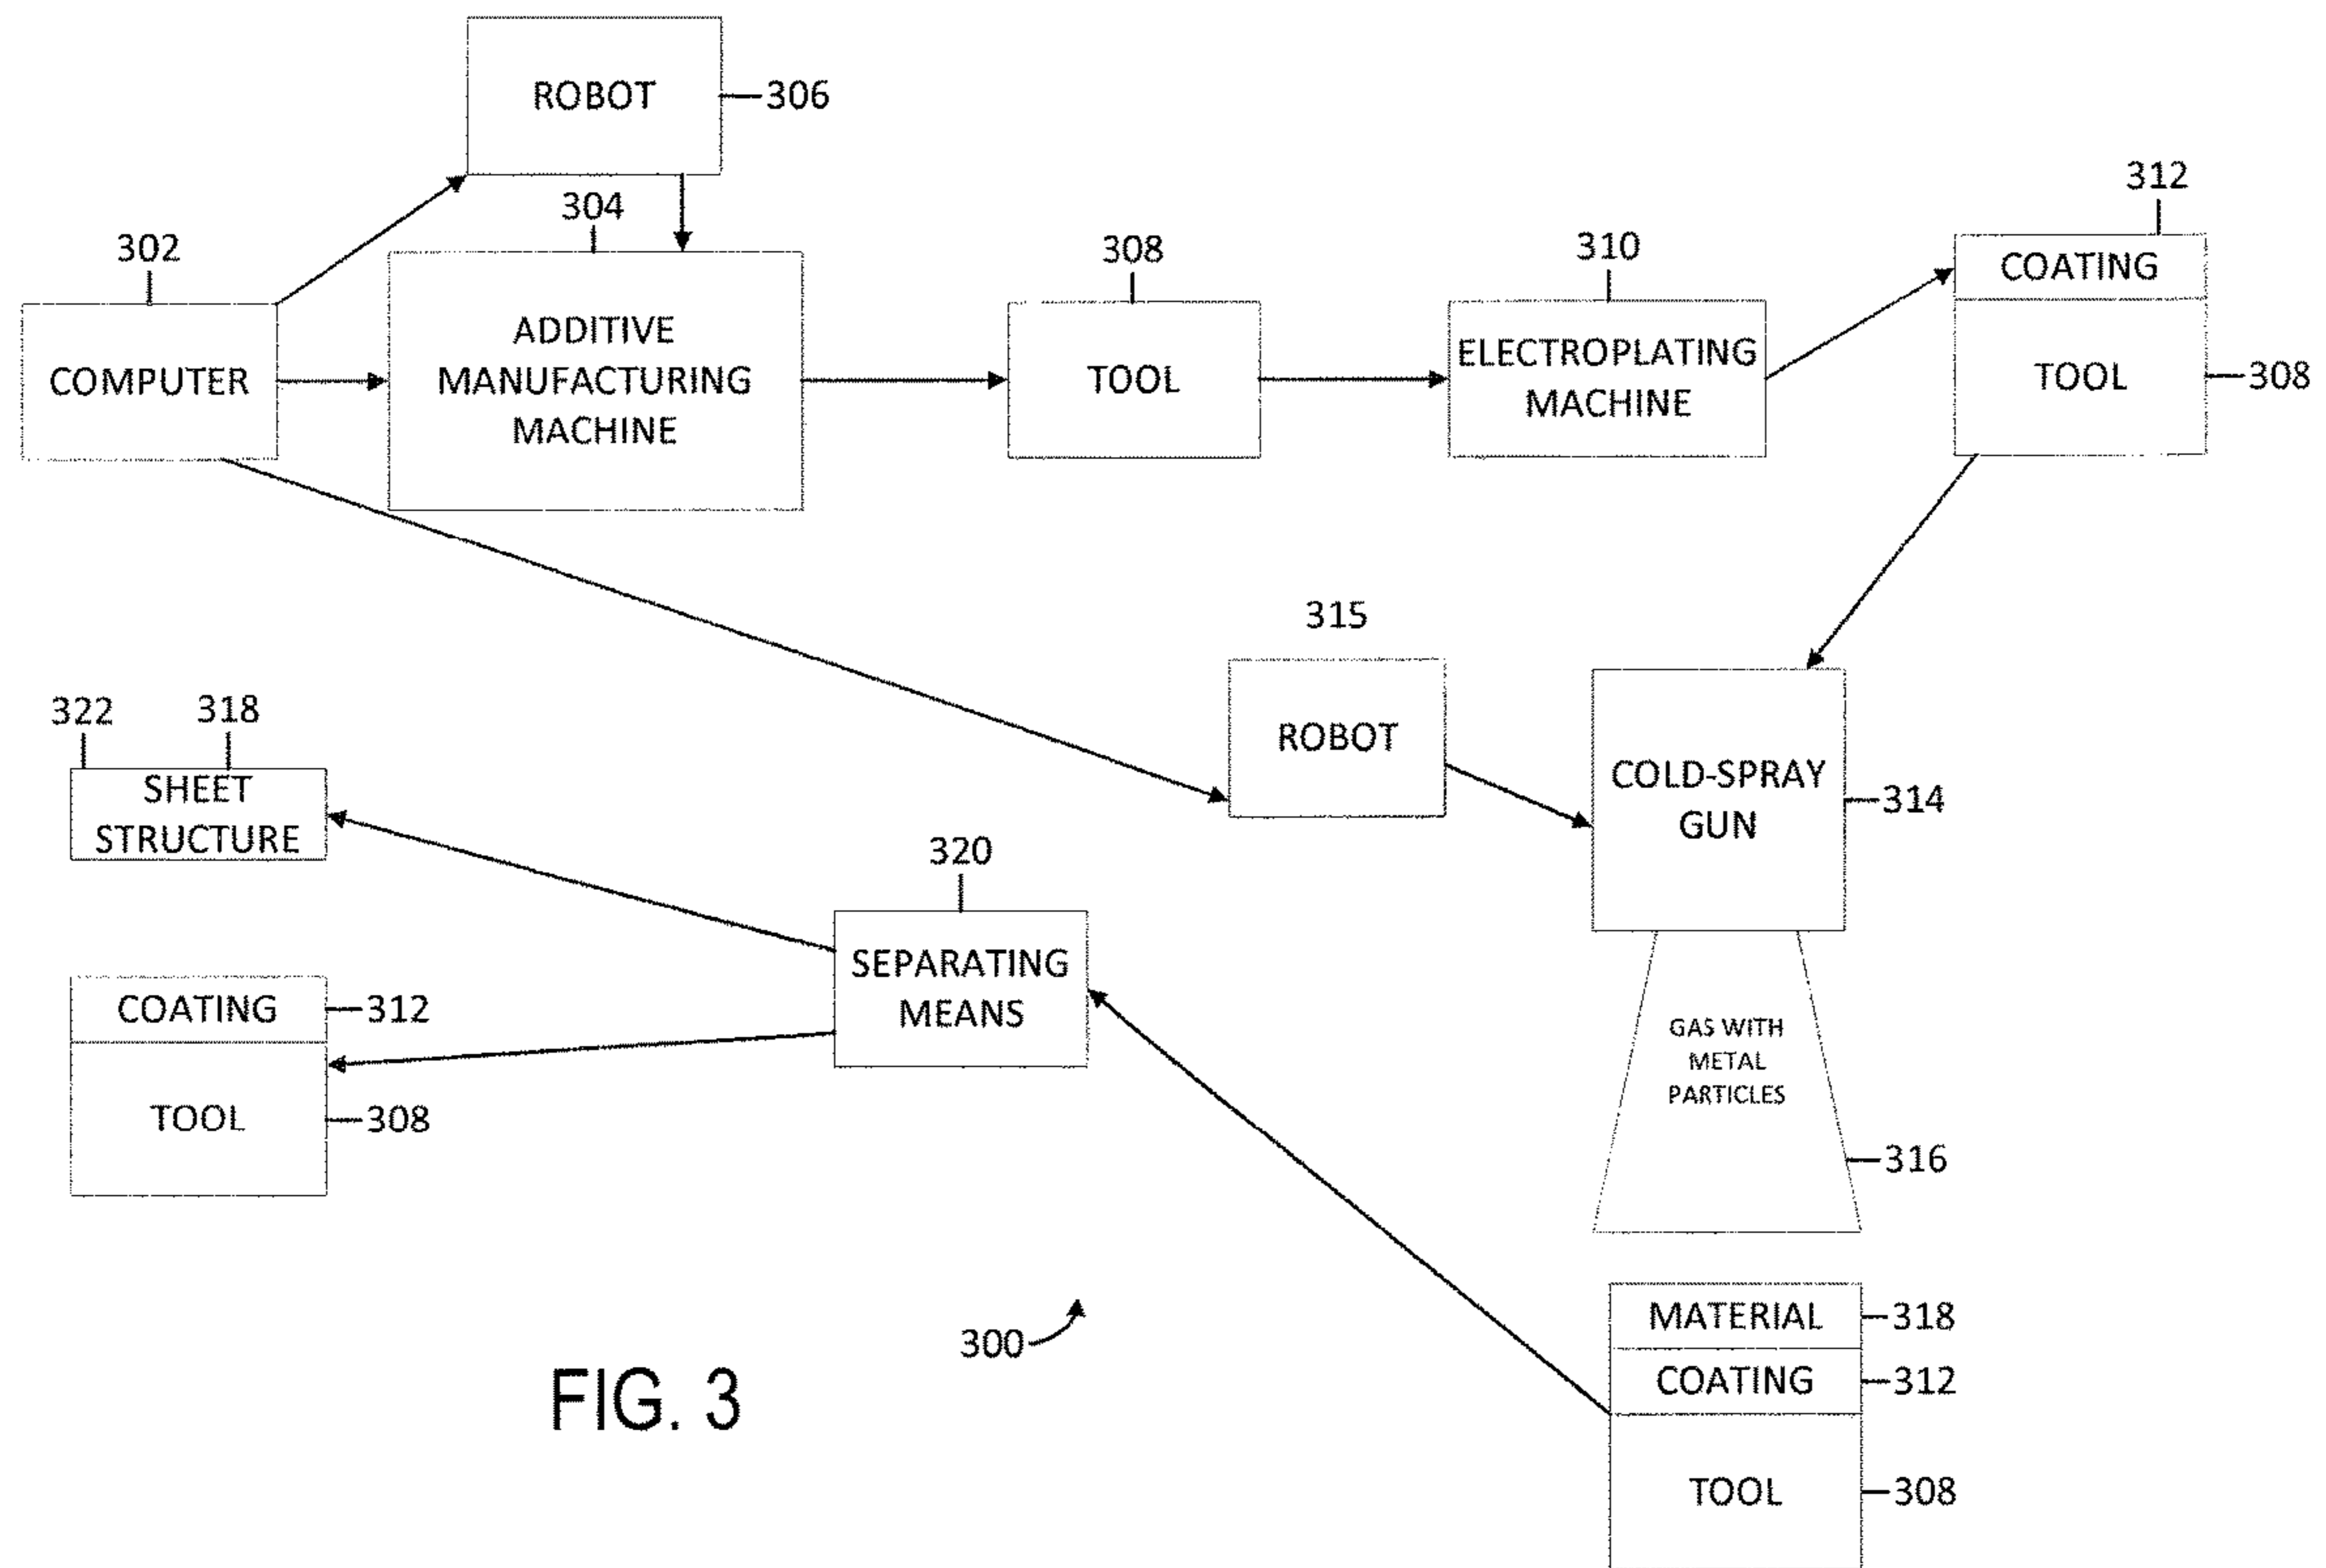 ROBOT
306
304
302
COMPUTER
ADDITIVE
MANUFACTURING
MACHINE
308
TOOL
310
ELECTROPLATING
MACHINE
312
COATING
TOOL
308
315
ROBOT
COLD-SPRAY
GUN
314
GAS WITH
METAL
PARTICLES
316
322
318
SHEET
STRUCTURE
320
SEPARATING
MEANS
COATING
312
TOOL
308
MATERIAL
318
COATING
312
TOOL
308
300
FIG. 3